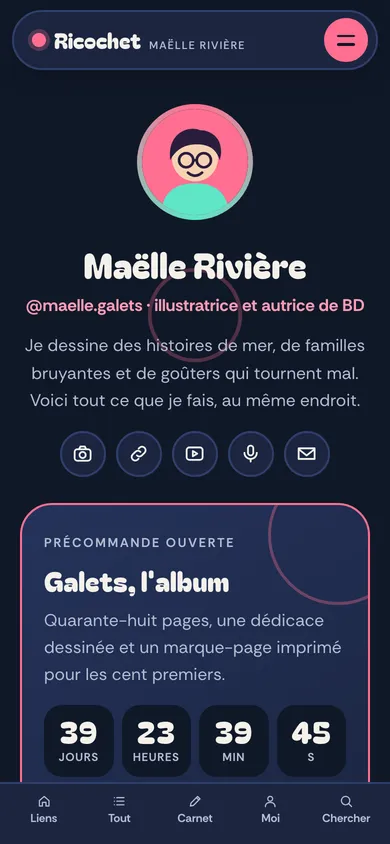 Ricochet MAËLLE RIVIÈRE
Maëlle Rivière
@maelle.galets · illustratrice et autrice de BD
Je dessine des histoires de mer, de familles
bruyantes et de goûters qui tournent mal.
Voici tout ce que je fais, au même endroit.
PRÉCOMMANDE OUVERTE
Galets, l'album
Quarante-huit pages, une dédicace
dessinée et un marque-page imprimé
pour les cent premiers.
39 23 39 45
JOURS HEURES MIN S
Liens Tout Carnet Moi Chercher